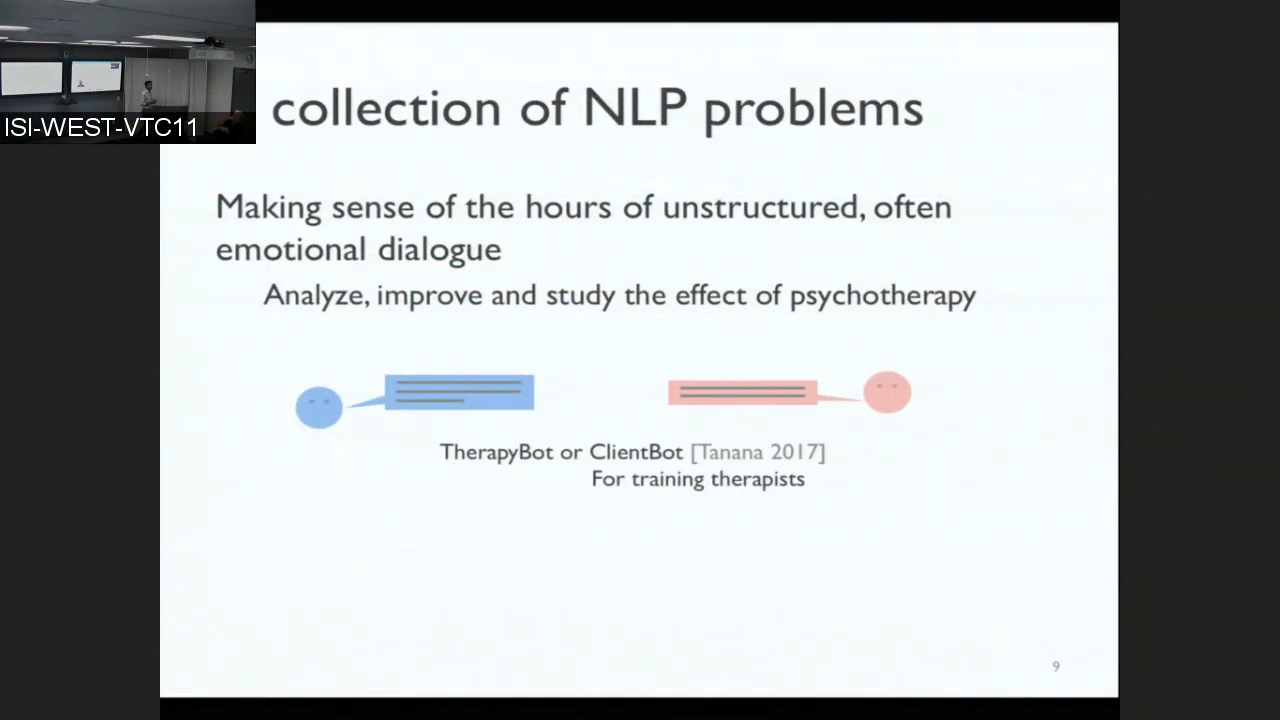 ISI-WEST-VTC11
collection of NLP problems
Making sense of the hours of unstructured, often
emotional dialogue
Analyze, improve and study the effect of psychotherapy
TherapyBot or ClientBot [Tanana 2017]
For training therapists
9